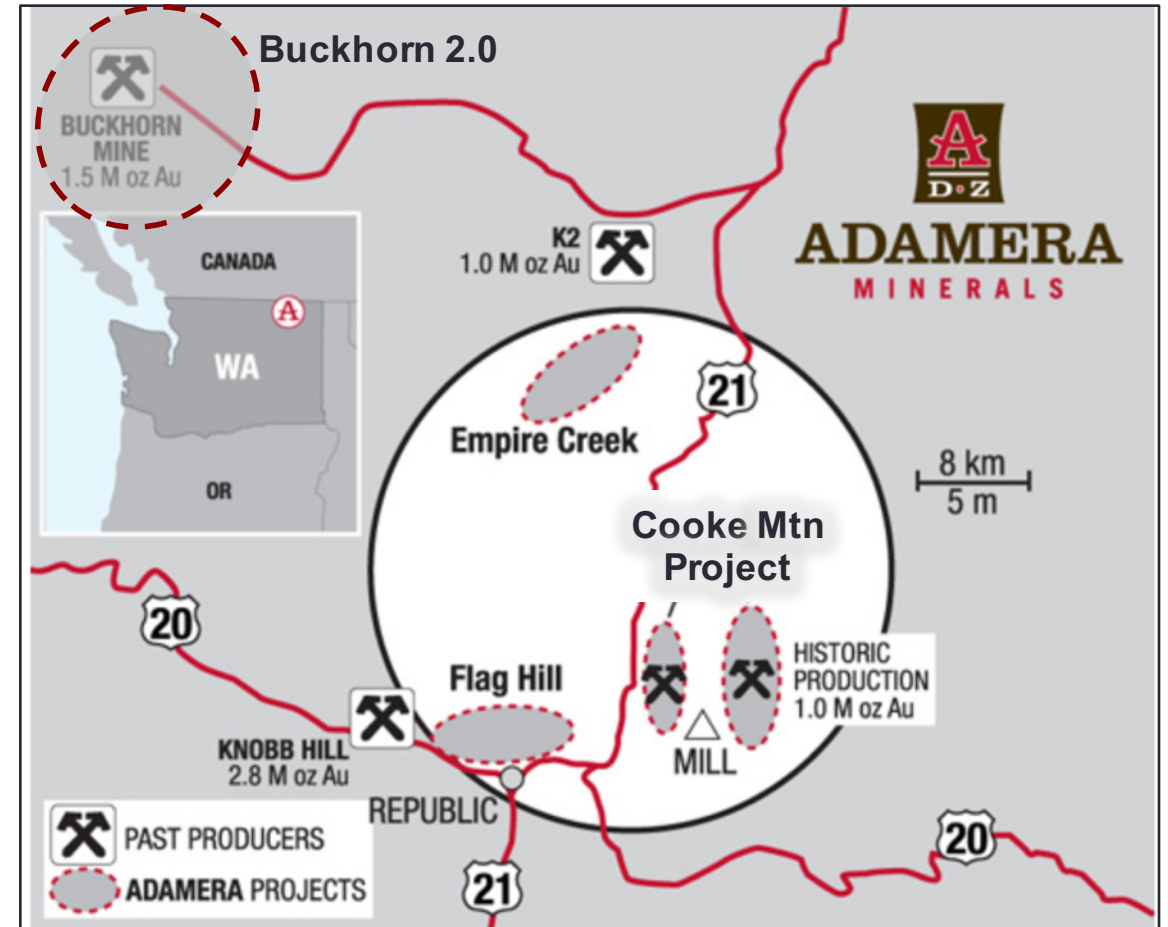 Buckhorn 2.0
BUCKHORN
MINE
1.5 M oz Au
A
D·Z
ADAMERA
MINERALS
K2
1.0 M oz Au
CANADA
A
WA
OR
21
Empire Creek
8 km
5 m
Cooke Mtn
Project
20
Flag Hill
HISTORIC
PRODUCTION
1.0 M oz Au
KNOBB HILL
2.8 M oz Au
MILL
REPUBLIC
PAST PRODUCERS
ADAMERA PROJECTS
21
20